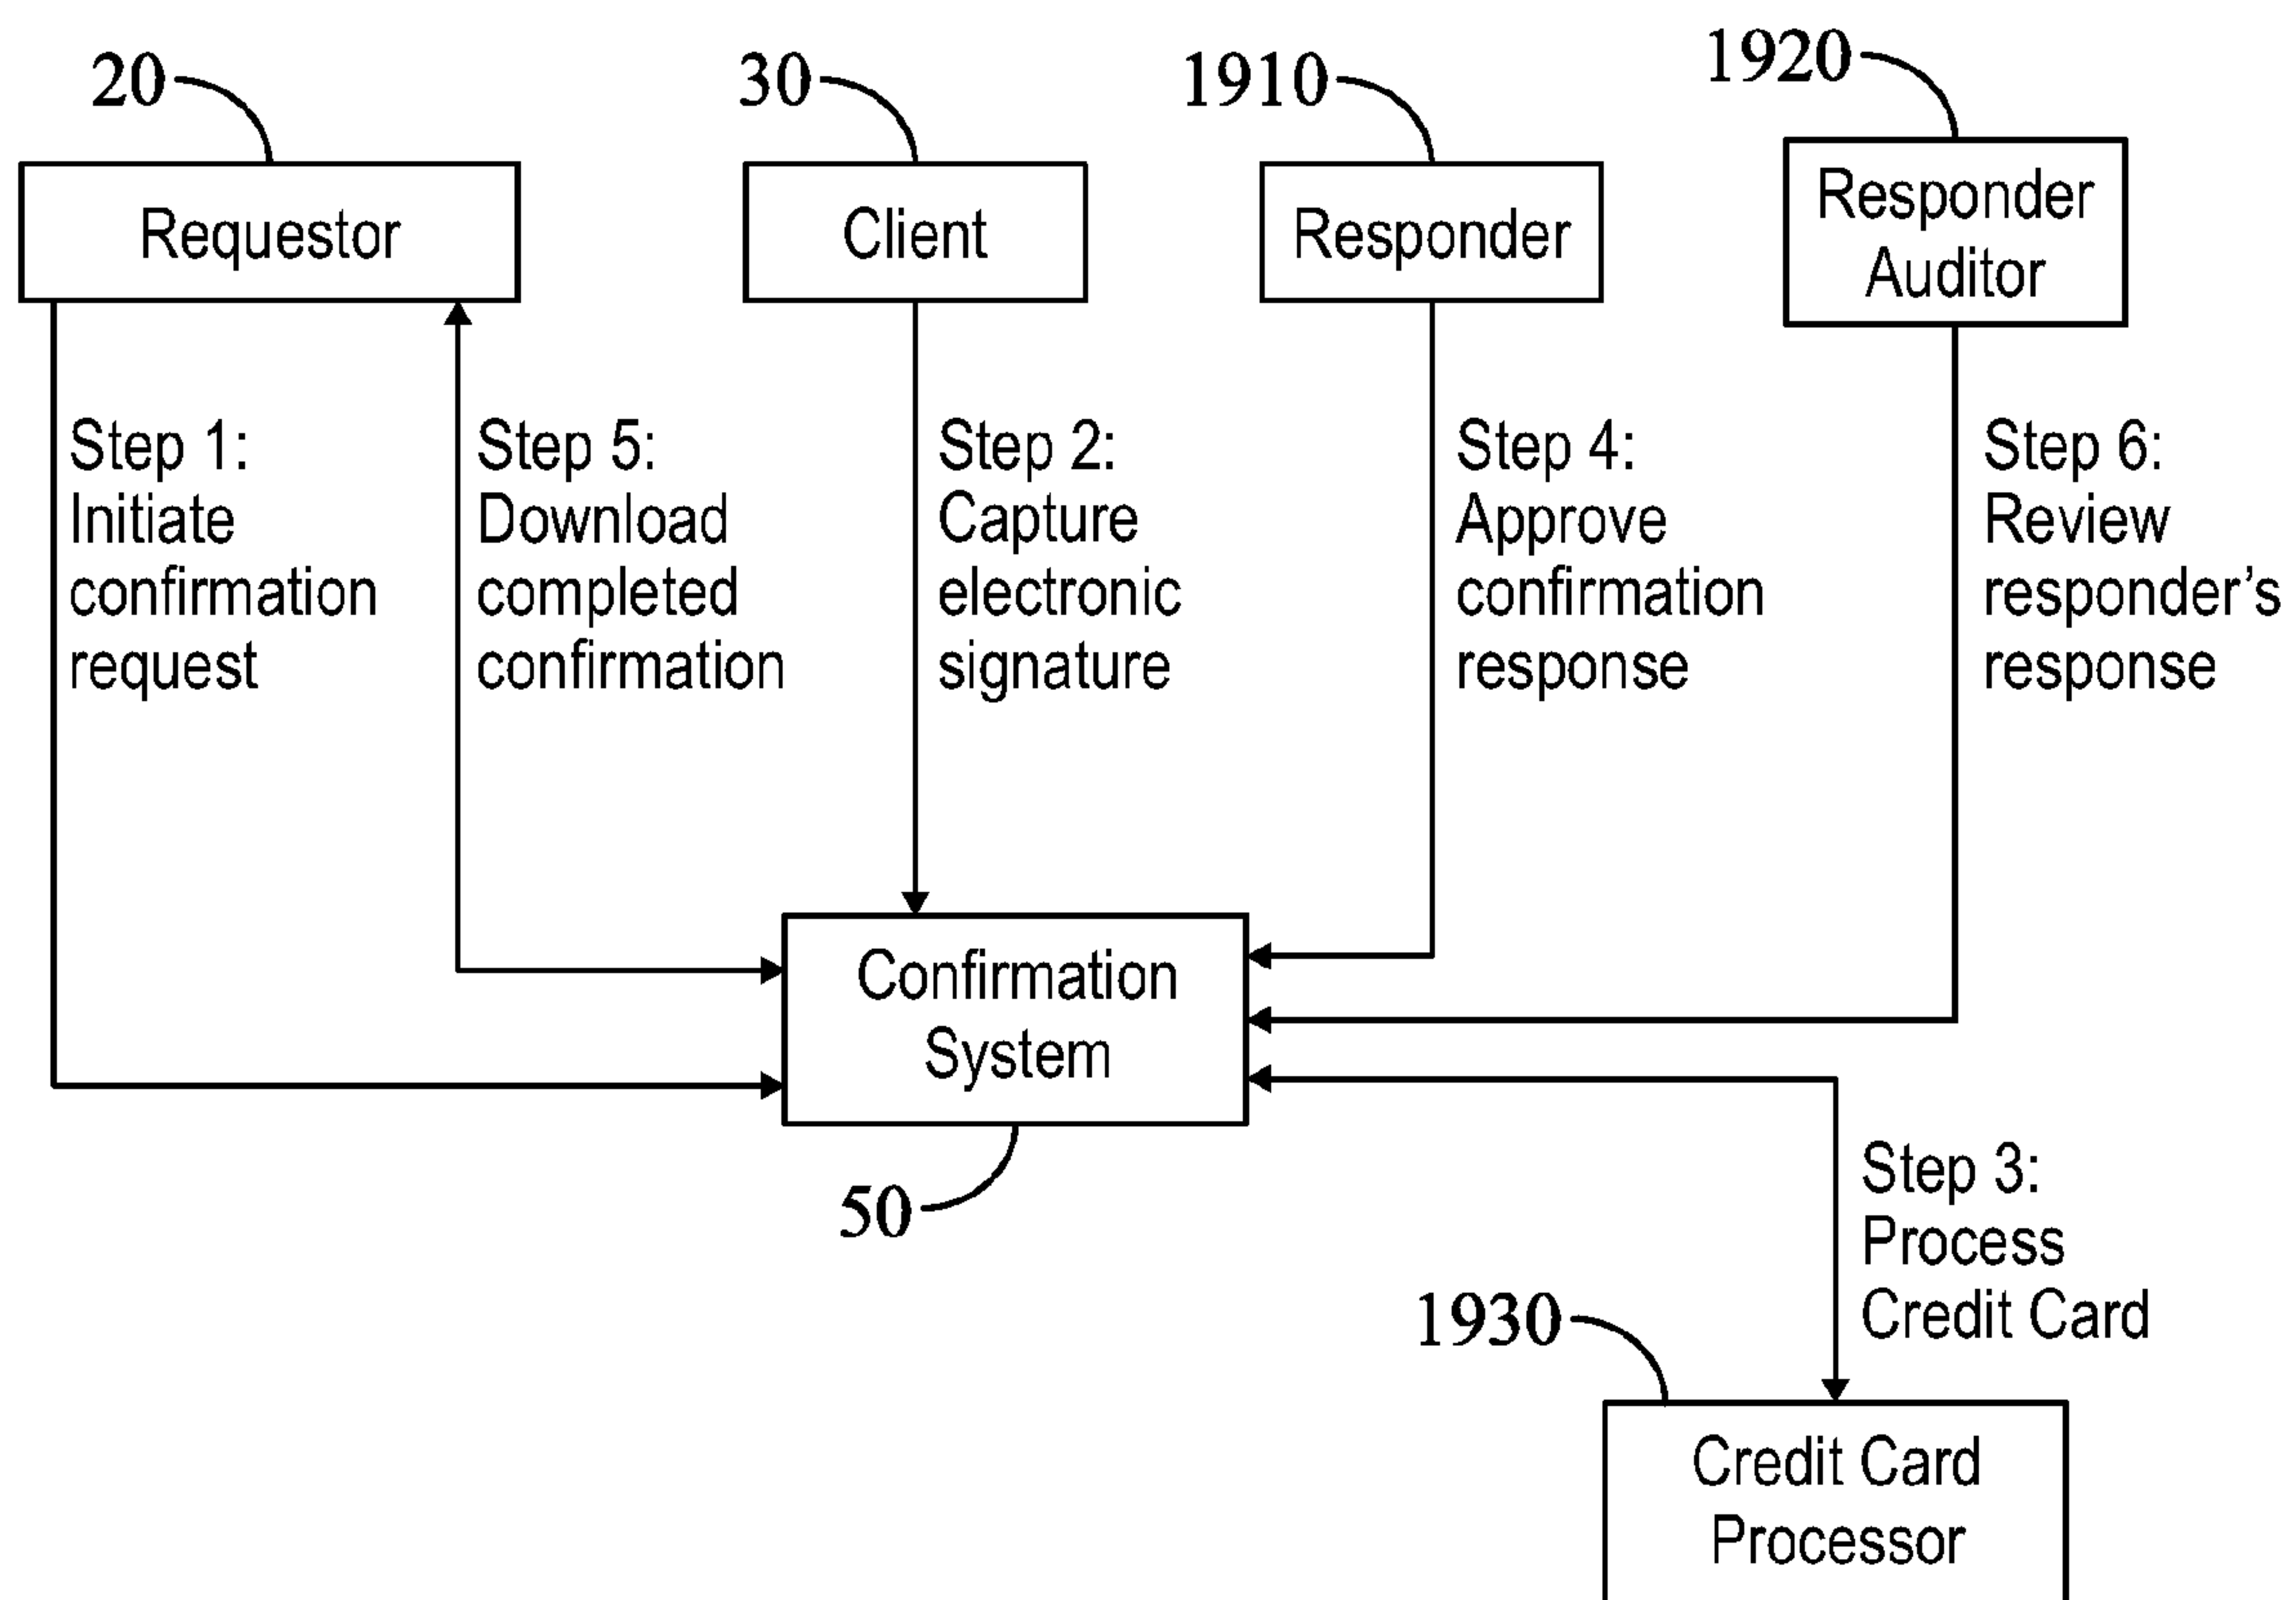 20
30
1910
1920
Requestor
Client
Responder
Responder
Auditor
Step 1:
Initiate
confirmation
request
Step 5:
Download
completed
confirmation
Step 2:
Capture
electronic
signature
Step 4:
Approve
confirmation
response
Step 6:
Review
responder’s
response
Confirmation
System
50
Step 3:
Process
Credit Card
1930
Credit Card
Processor